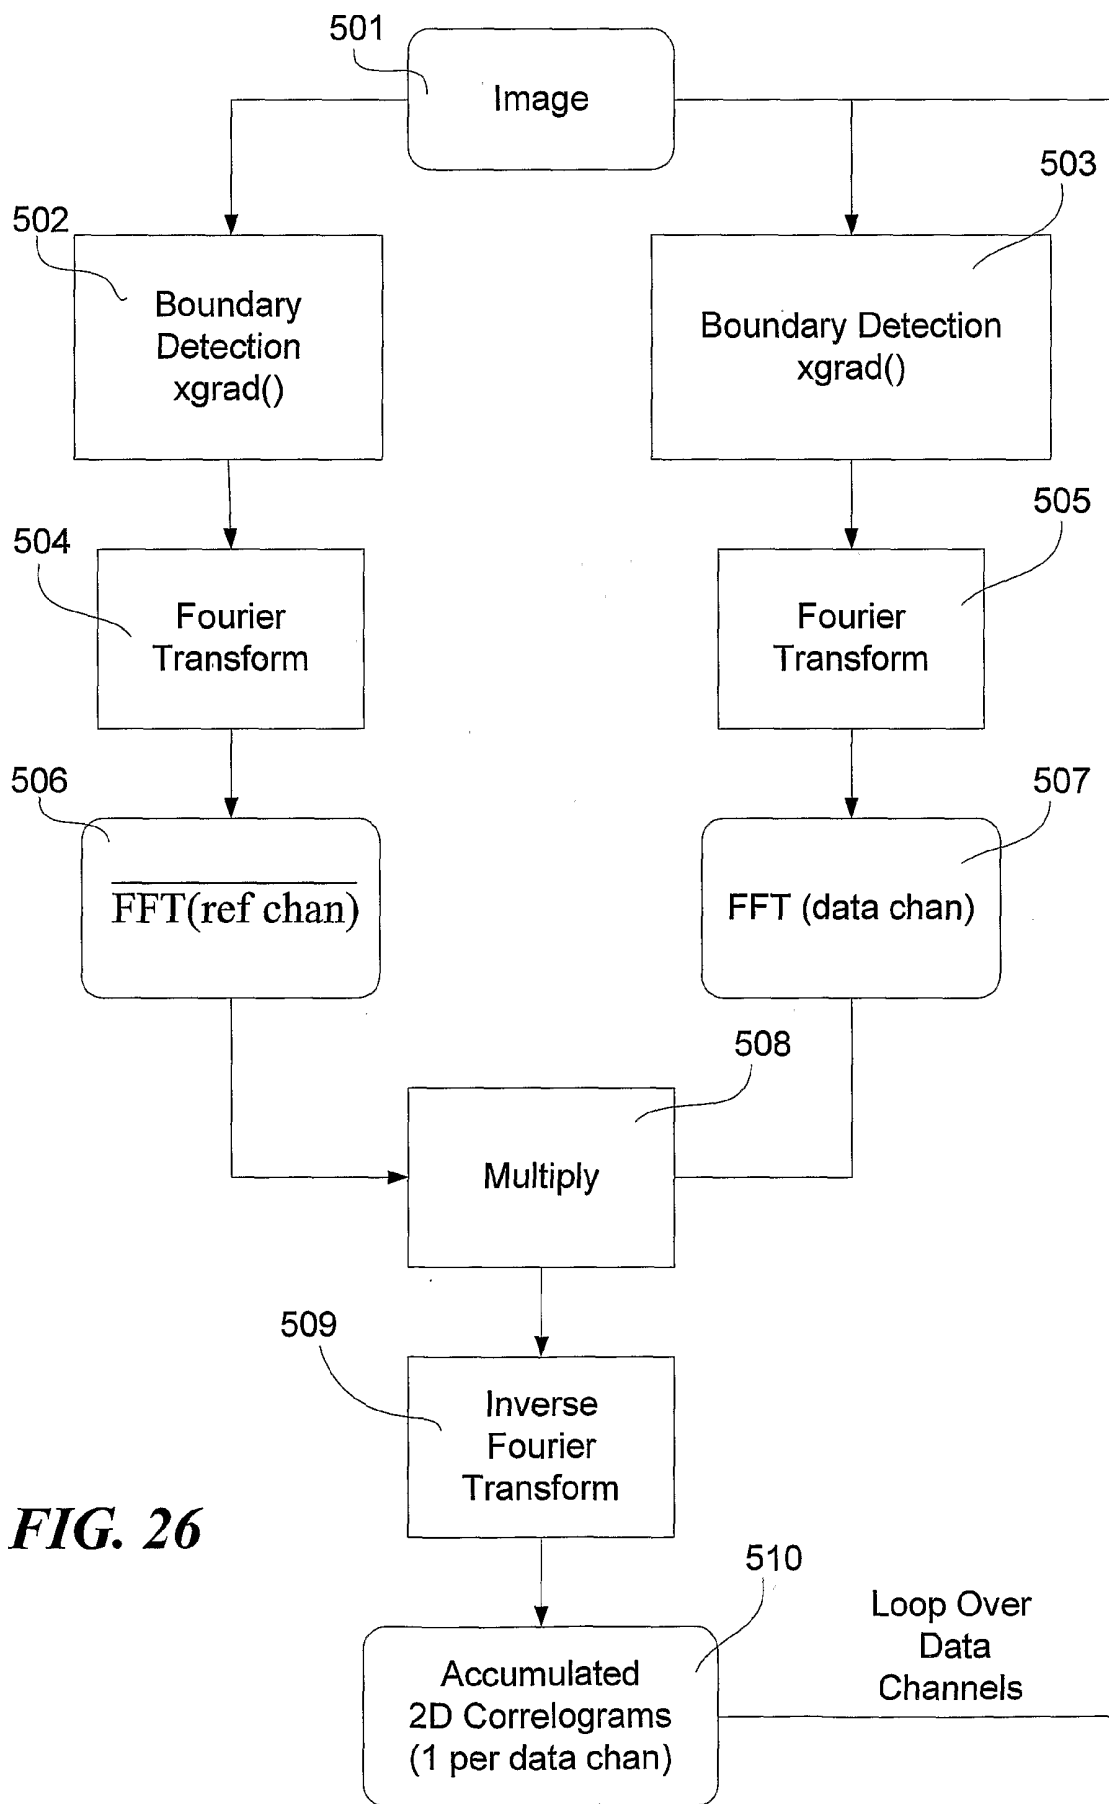 501
Image
503
502
Boundary
Detection
xgrad()
Boundary Detection
xgrad()
505
504
Fourier
Transform
Fourier
Transform
506
507
FFT(ref chan)
FFT (data chan)
508
Multiply
509
Inverse
Fourier
Transform
FIG. 26
510
Loop Over
Data
Channels
Accumulated
2D Correlograms
(1 per data chan)